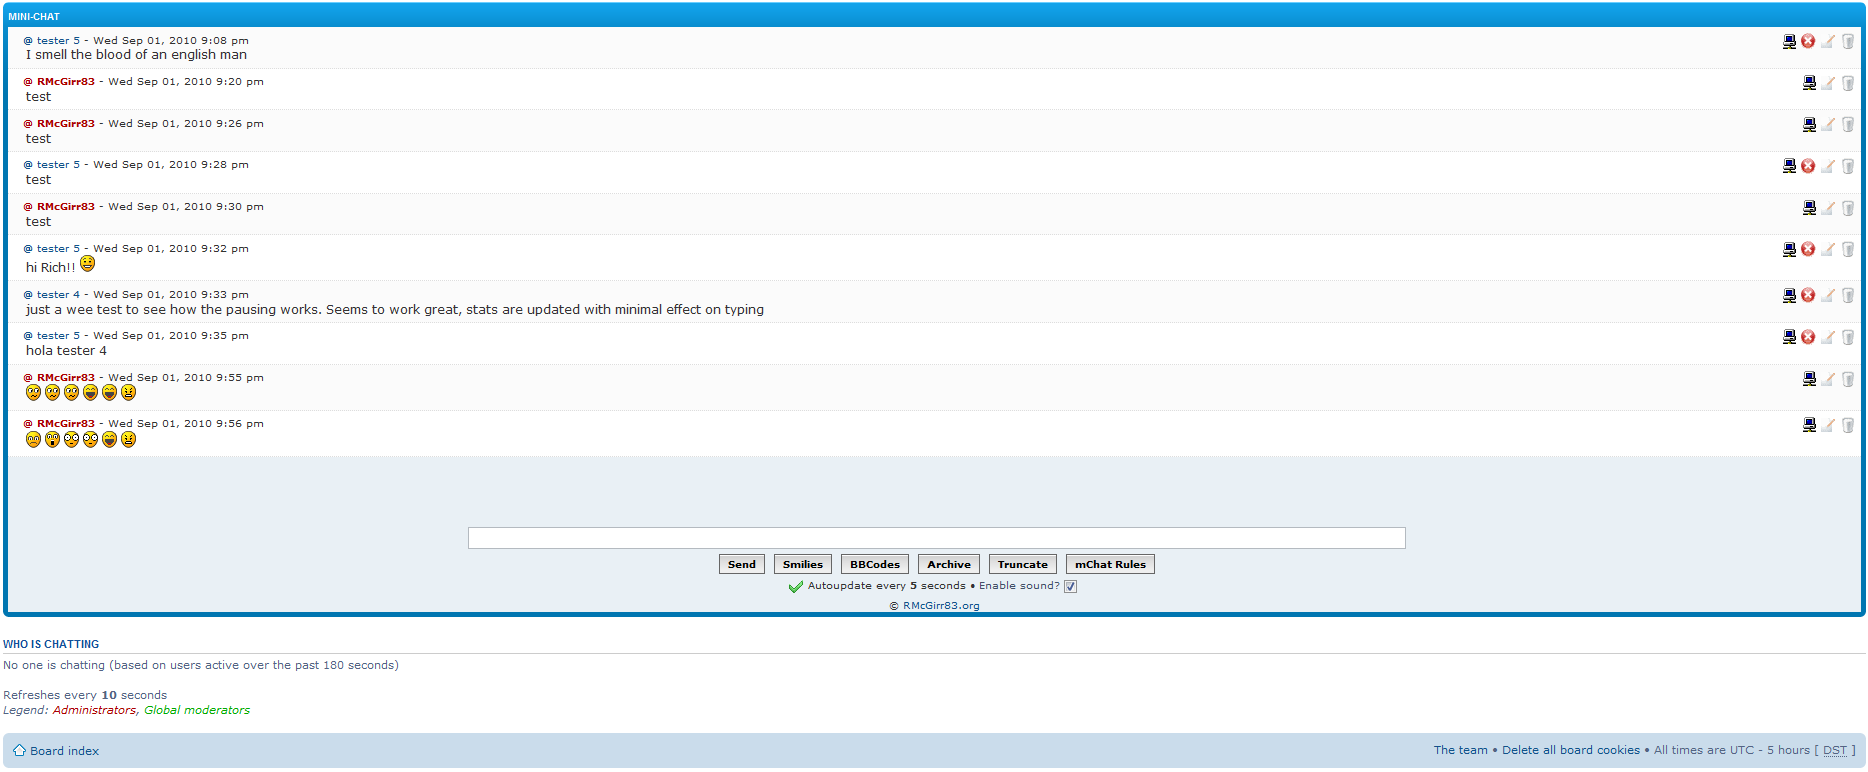 MINI-CHAT
@ tester 5 - Wed Sep 01, 2010 9:08 pm
I smell the blood of an english man
@ RMcGirr83 - Wed Sep 01, 2010 9:20 pm
test
@ RMcGirr83 - Wed Sep 01, 2010 9:26 pm
test
@ tester 5 - Wed Sep 01, 2010 9:28 pm
test
@ RMcGirr83 - Wed Sep 01, 2010 9:30 pm
test
@ tester 5 - Wed Sep 01, 2010 9:32 pm
hi Rich!!
@ tester 4 - Wed Sep 01, 2010 9:33 pm
just a wee test to see how the pausing works. Seems to work great, stats are updated with minimal effect on typing
@ tester 5 - Wed Sep 01, 2010 9:35 pm
hola tester 4
@ RMcGirr83 - Wed Sep 01, 2010 9:55 pm
@ RMcGirr83 - Wed Sep 01, 2010 9:56 pm
Send Smilies BBCodes Archive Truncate mChat Rules
Autoupdate every 5 seconds • Enable sound?
© RMcGirr83.org
WHO IS CHATTING
No one is chatting (based on users active over the past 180 seconds)
Refreshes every 10 seconds
Legend: Administrators, Global moderators
Board index The team • Delete all board cookies • All times are UTC - 5 hours [ DST ]